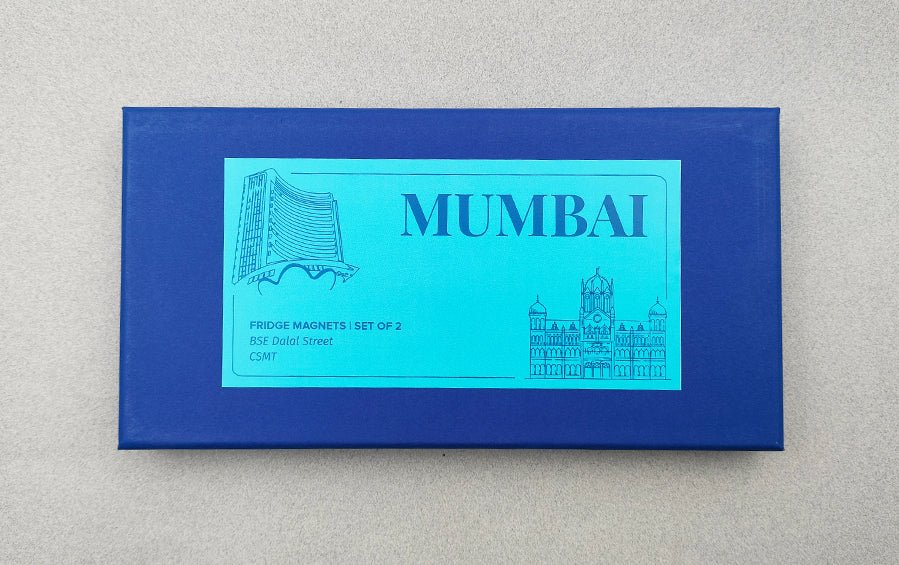 MUMBAI
FRIDGE MAGNETS | SET OF 2
BSE Dalal Street
CSMT